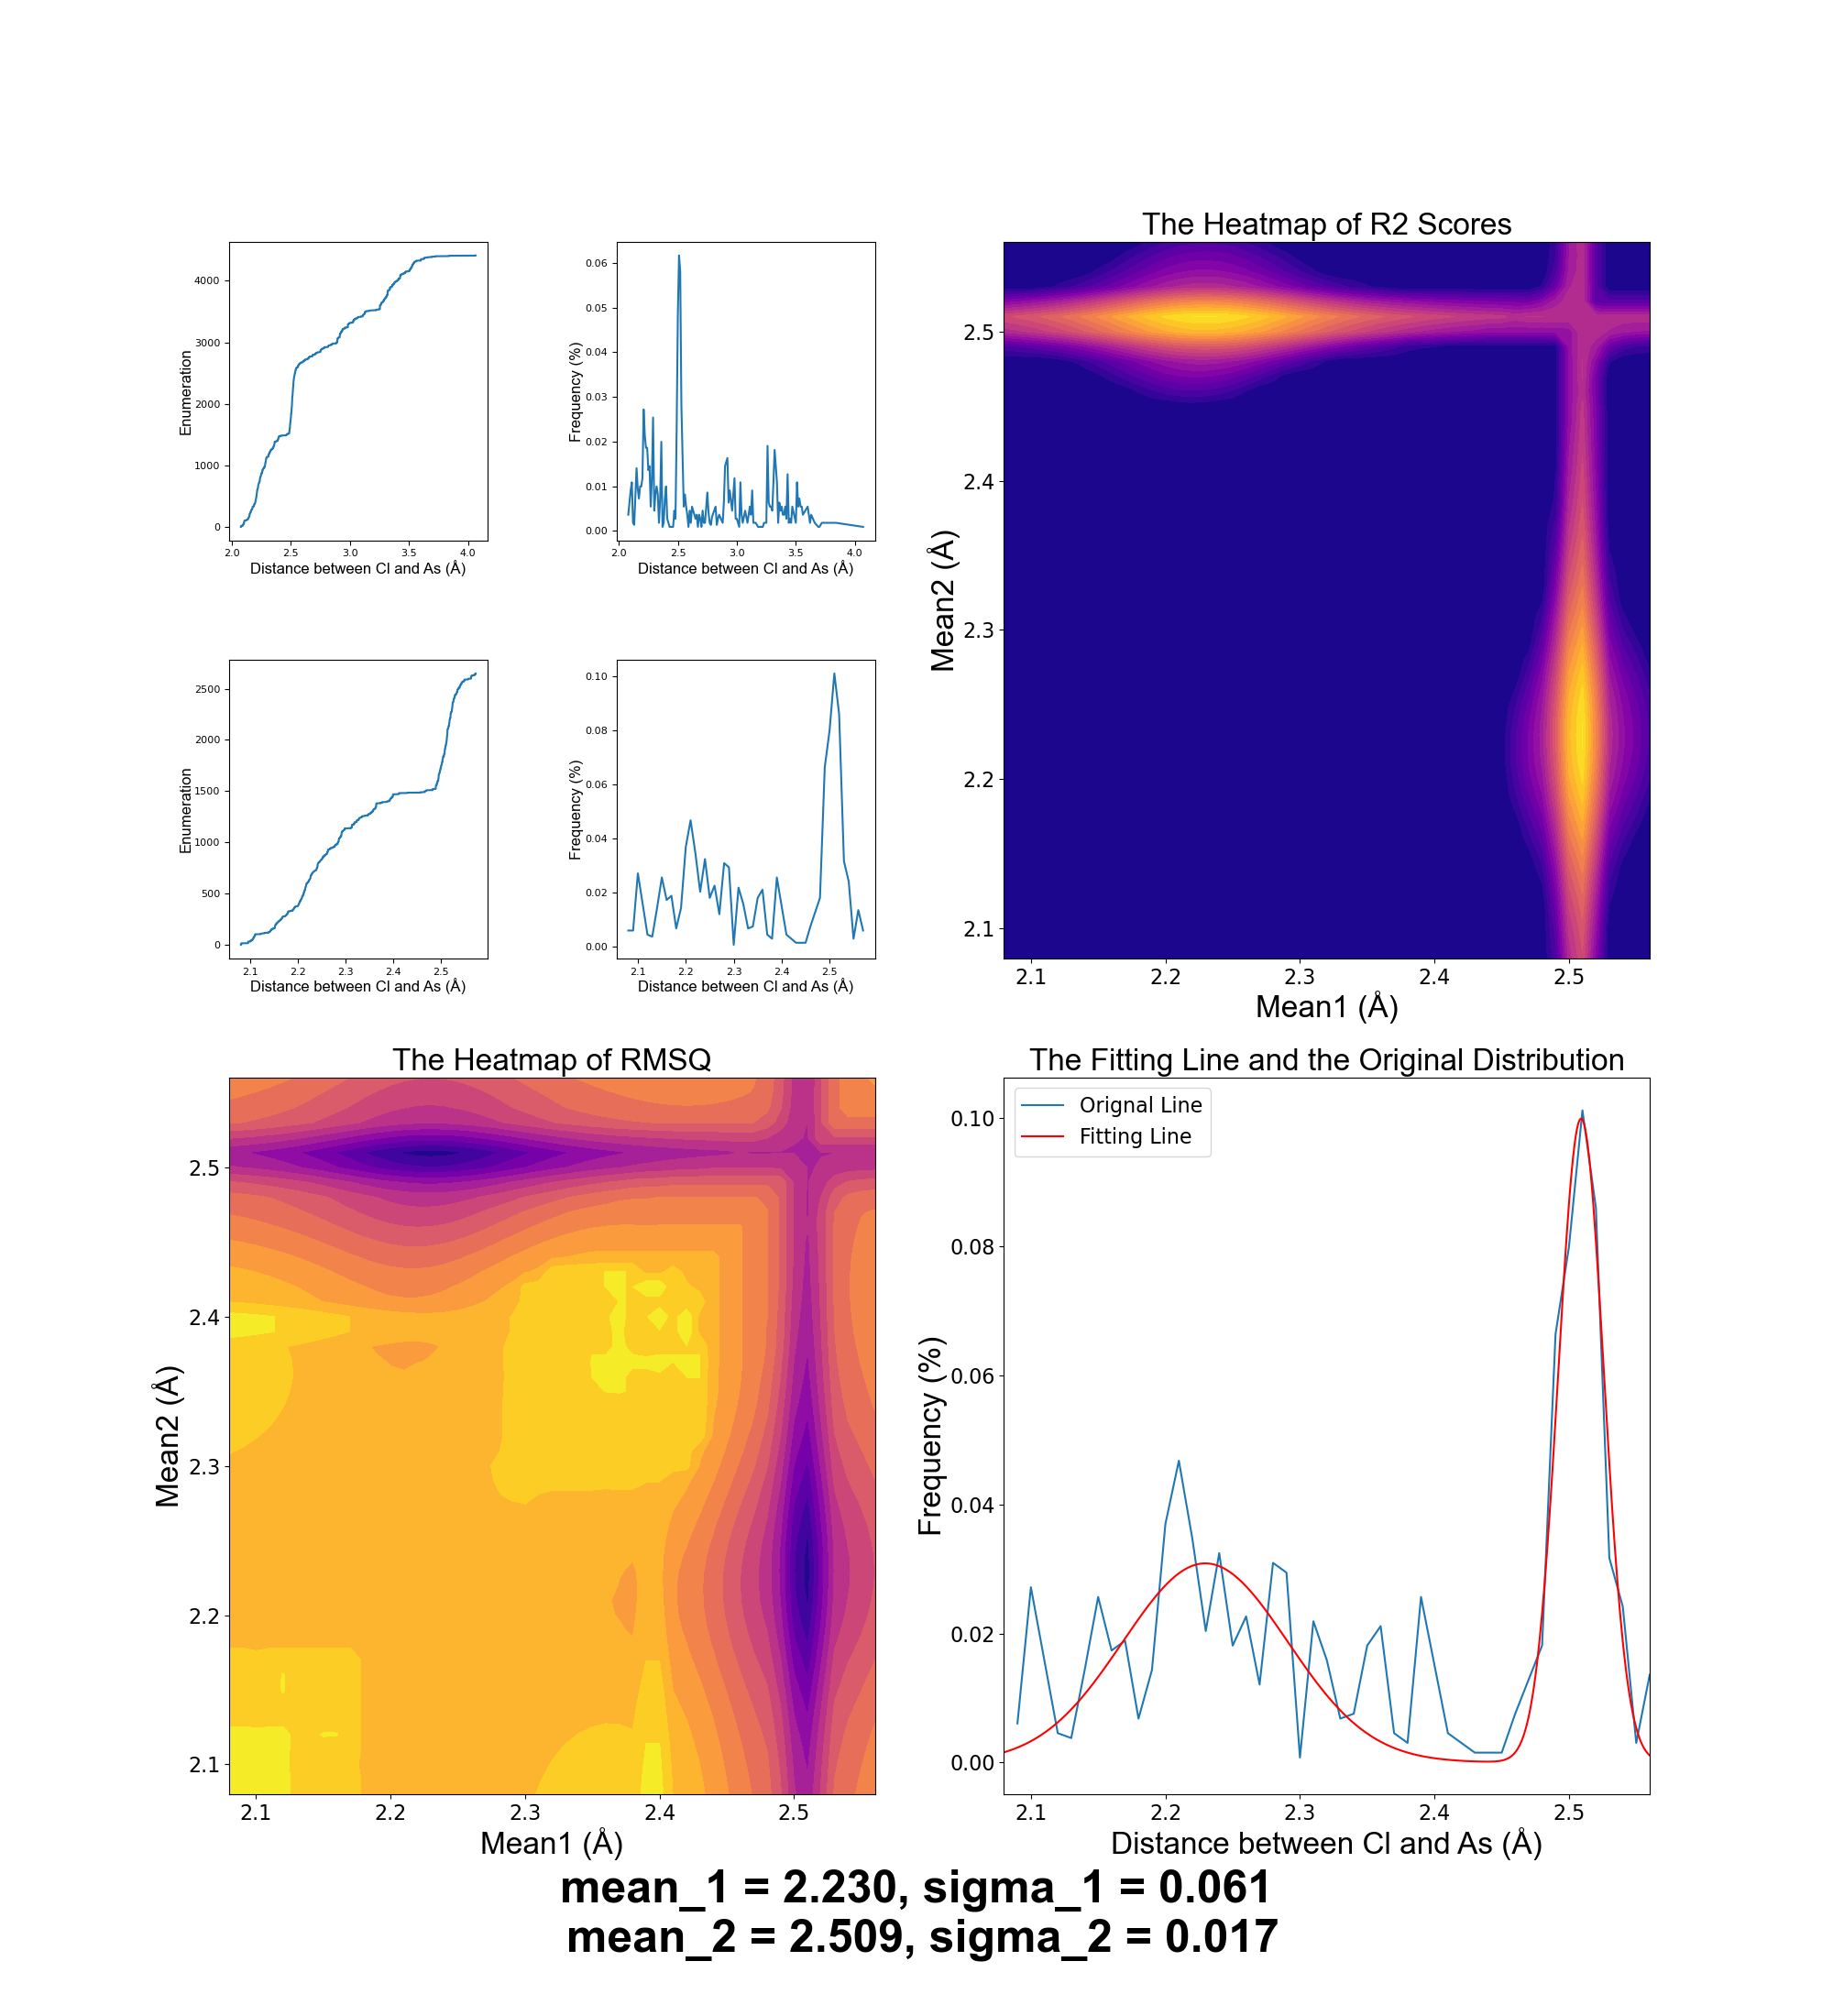 4000
3000
2000
1000
0
Enumeration
2.0 2.5 3.0 3.5 4.0
Distance between Cl and As (Å)
0.06
0.05
0.04
0.03
0.02
0.01
0.00
Frequency (%)
2.0 2.5 3.0 3.5 4.0
Distance between Cl and As (Å)
2500
2000
1500
1000
500
0
Enumeration
2.1 2.2 2.3 2.4 2.5
Distance between Cl and As (Å)
0.10
0.08
0.06
0.04
0.02
0.00
Frequency (%)
2.1 2.2 2.3 2.4 2.5
Distance between Cl and As (Å)
The Heatmap of R2 Scores
2.5
2.4
2.3
2.2
2.1
Mean2 (Å)
2.1 2.2 2.3 2.4 2.5
Mean1 (Å)
The Heatmap of RMSQ
2.5
2.4
2.3
2.2
2.1
Mean2 (Å)
2.1 2.2 2.3 2.4 2.5
Mean1 (Å)
The Fitting Line and the Original Distribution
Orignal Line
Fitting Line
0.10
0.08
0.06
0.04
0.02
0.00
Frequency (%)
2.1 2.2 2.3 2.4 2.5
Distance between Cl and As (Å)
mean_1 = 2.230, sigma_1 = 0.061
mean_2 = 2.509, sigma_2 = 0.017